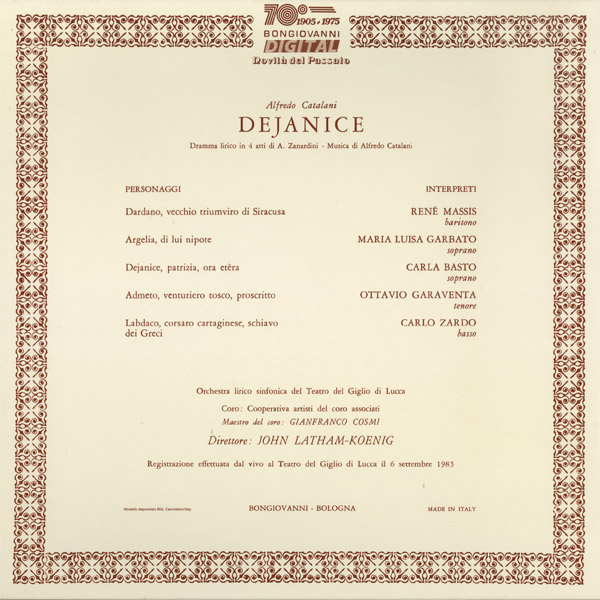 70°
1905 • 1975
BONGIOVANNI
DIGITAL
Novità del Passato
Alfredo Catalani
DEJANICE
Dramma lirico in 4 atti di A. Zanardini - Musica di Alfredo Catalani
PERSONAGGI INTERPRETI
Dardano, vecchio triumviro di Siracusa RENÉ MASSIS
baritono
Argelia, di lui nipote MARIA LUISA GARBATO
soprano
Dejanice, patrizia, ora etèra CARLA BASTO
soprano
Admeto, venturiero tosco, proscritto OTTAVIO GARAVENTA
tenore
Labdaco, corsaro cartaginese, schiavo CARLO ZARDO
dei Greci basso
Orchestra lirico sinfonica del Teatro del Giglio di Lucca
Coro: Cooperativa artisti del coro associati
Maestro del coro: GIANFRANCO COSMI
Direttore: JOHN LATHAM-KOENIG
Registrazione effettuata dal vivo al Teatro del Giglio di Lucca il 6 settembre 1985
Modello depositato BIG, BONGIOVANNI - BOLOGNA MADE IN ITALY